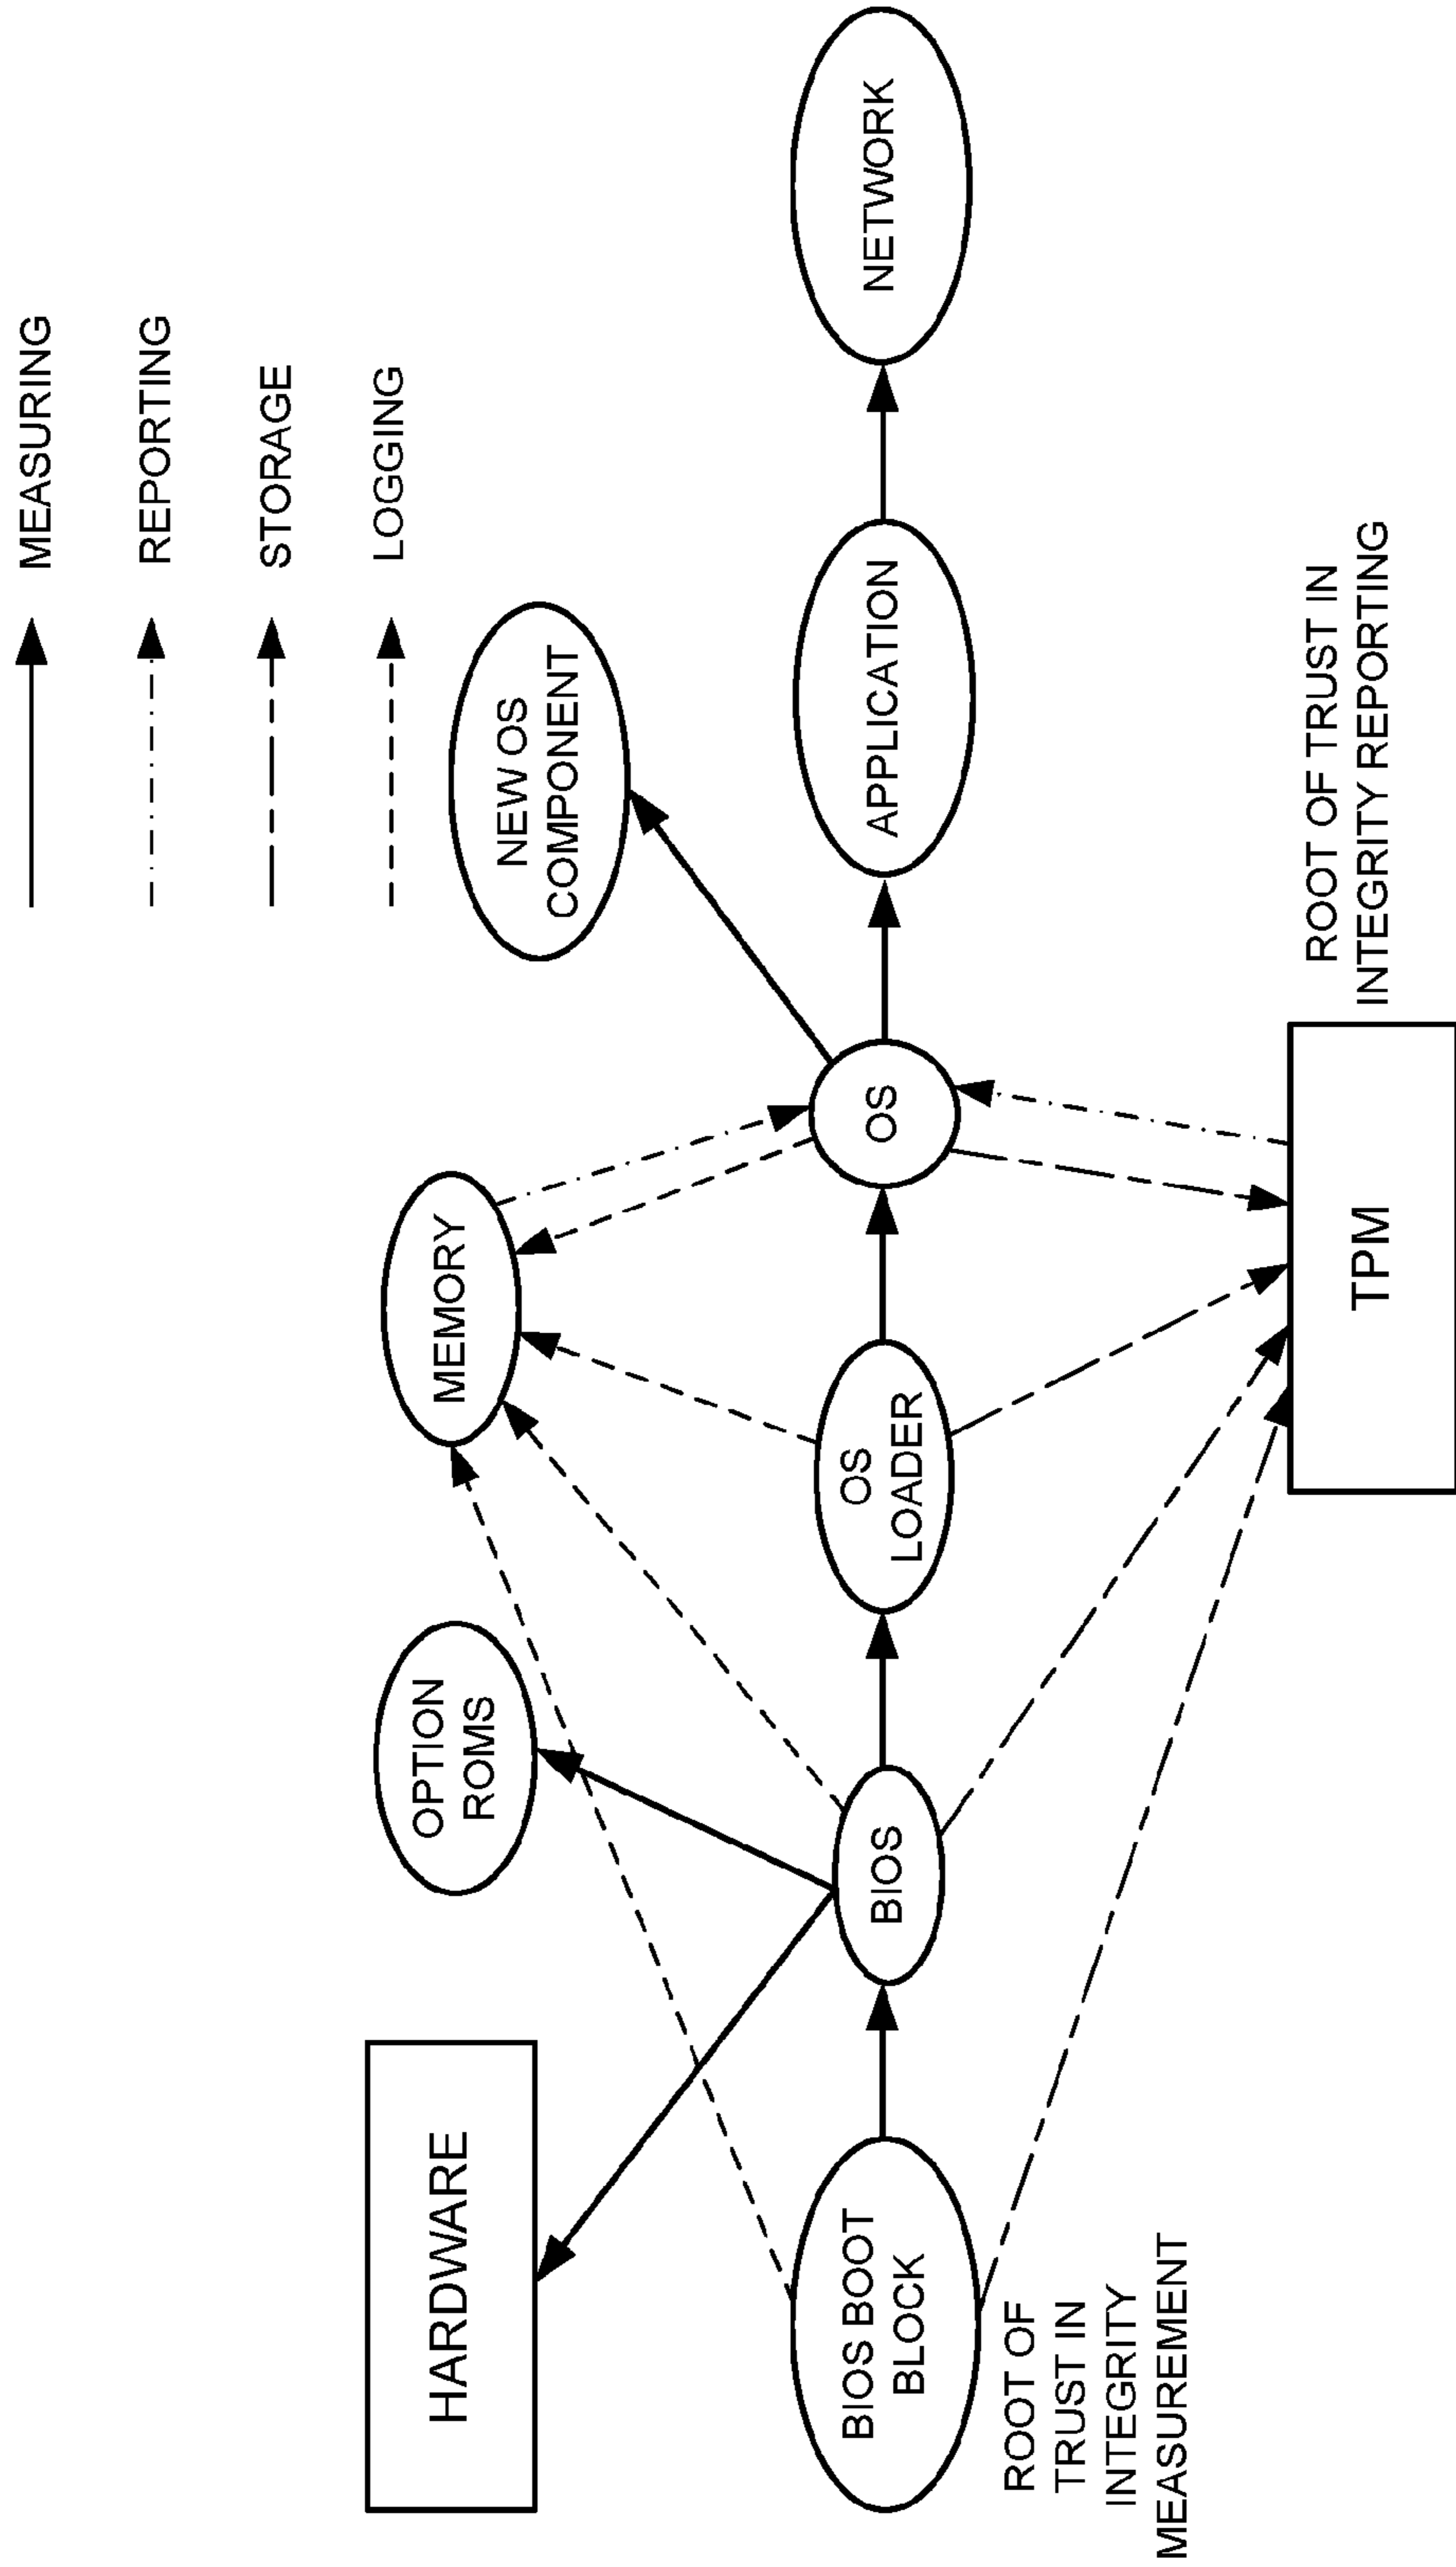 MEASURING
REPORTING
STORAGE
LOGGING
HARDWARE
OPTION
ROMS
MEMORY
NEW OS
COMPONENT
BIOS BOOT
BLOCK
BIOS
OS
LOADER
OS
APPLICATION
NETWORK
ROOT OF
TRUST IN
INTEGRITY
MEASUREMENT
TPM
ROOT OF TRUST IN
INTEGRITY REPORTING